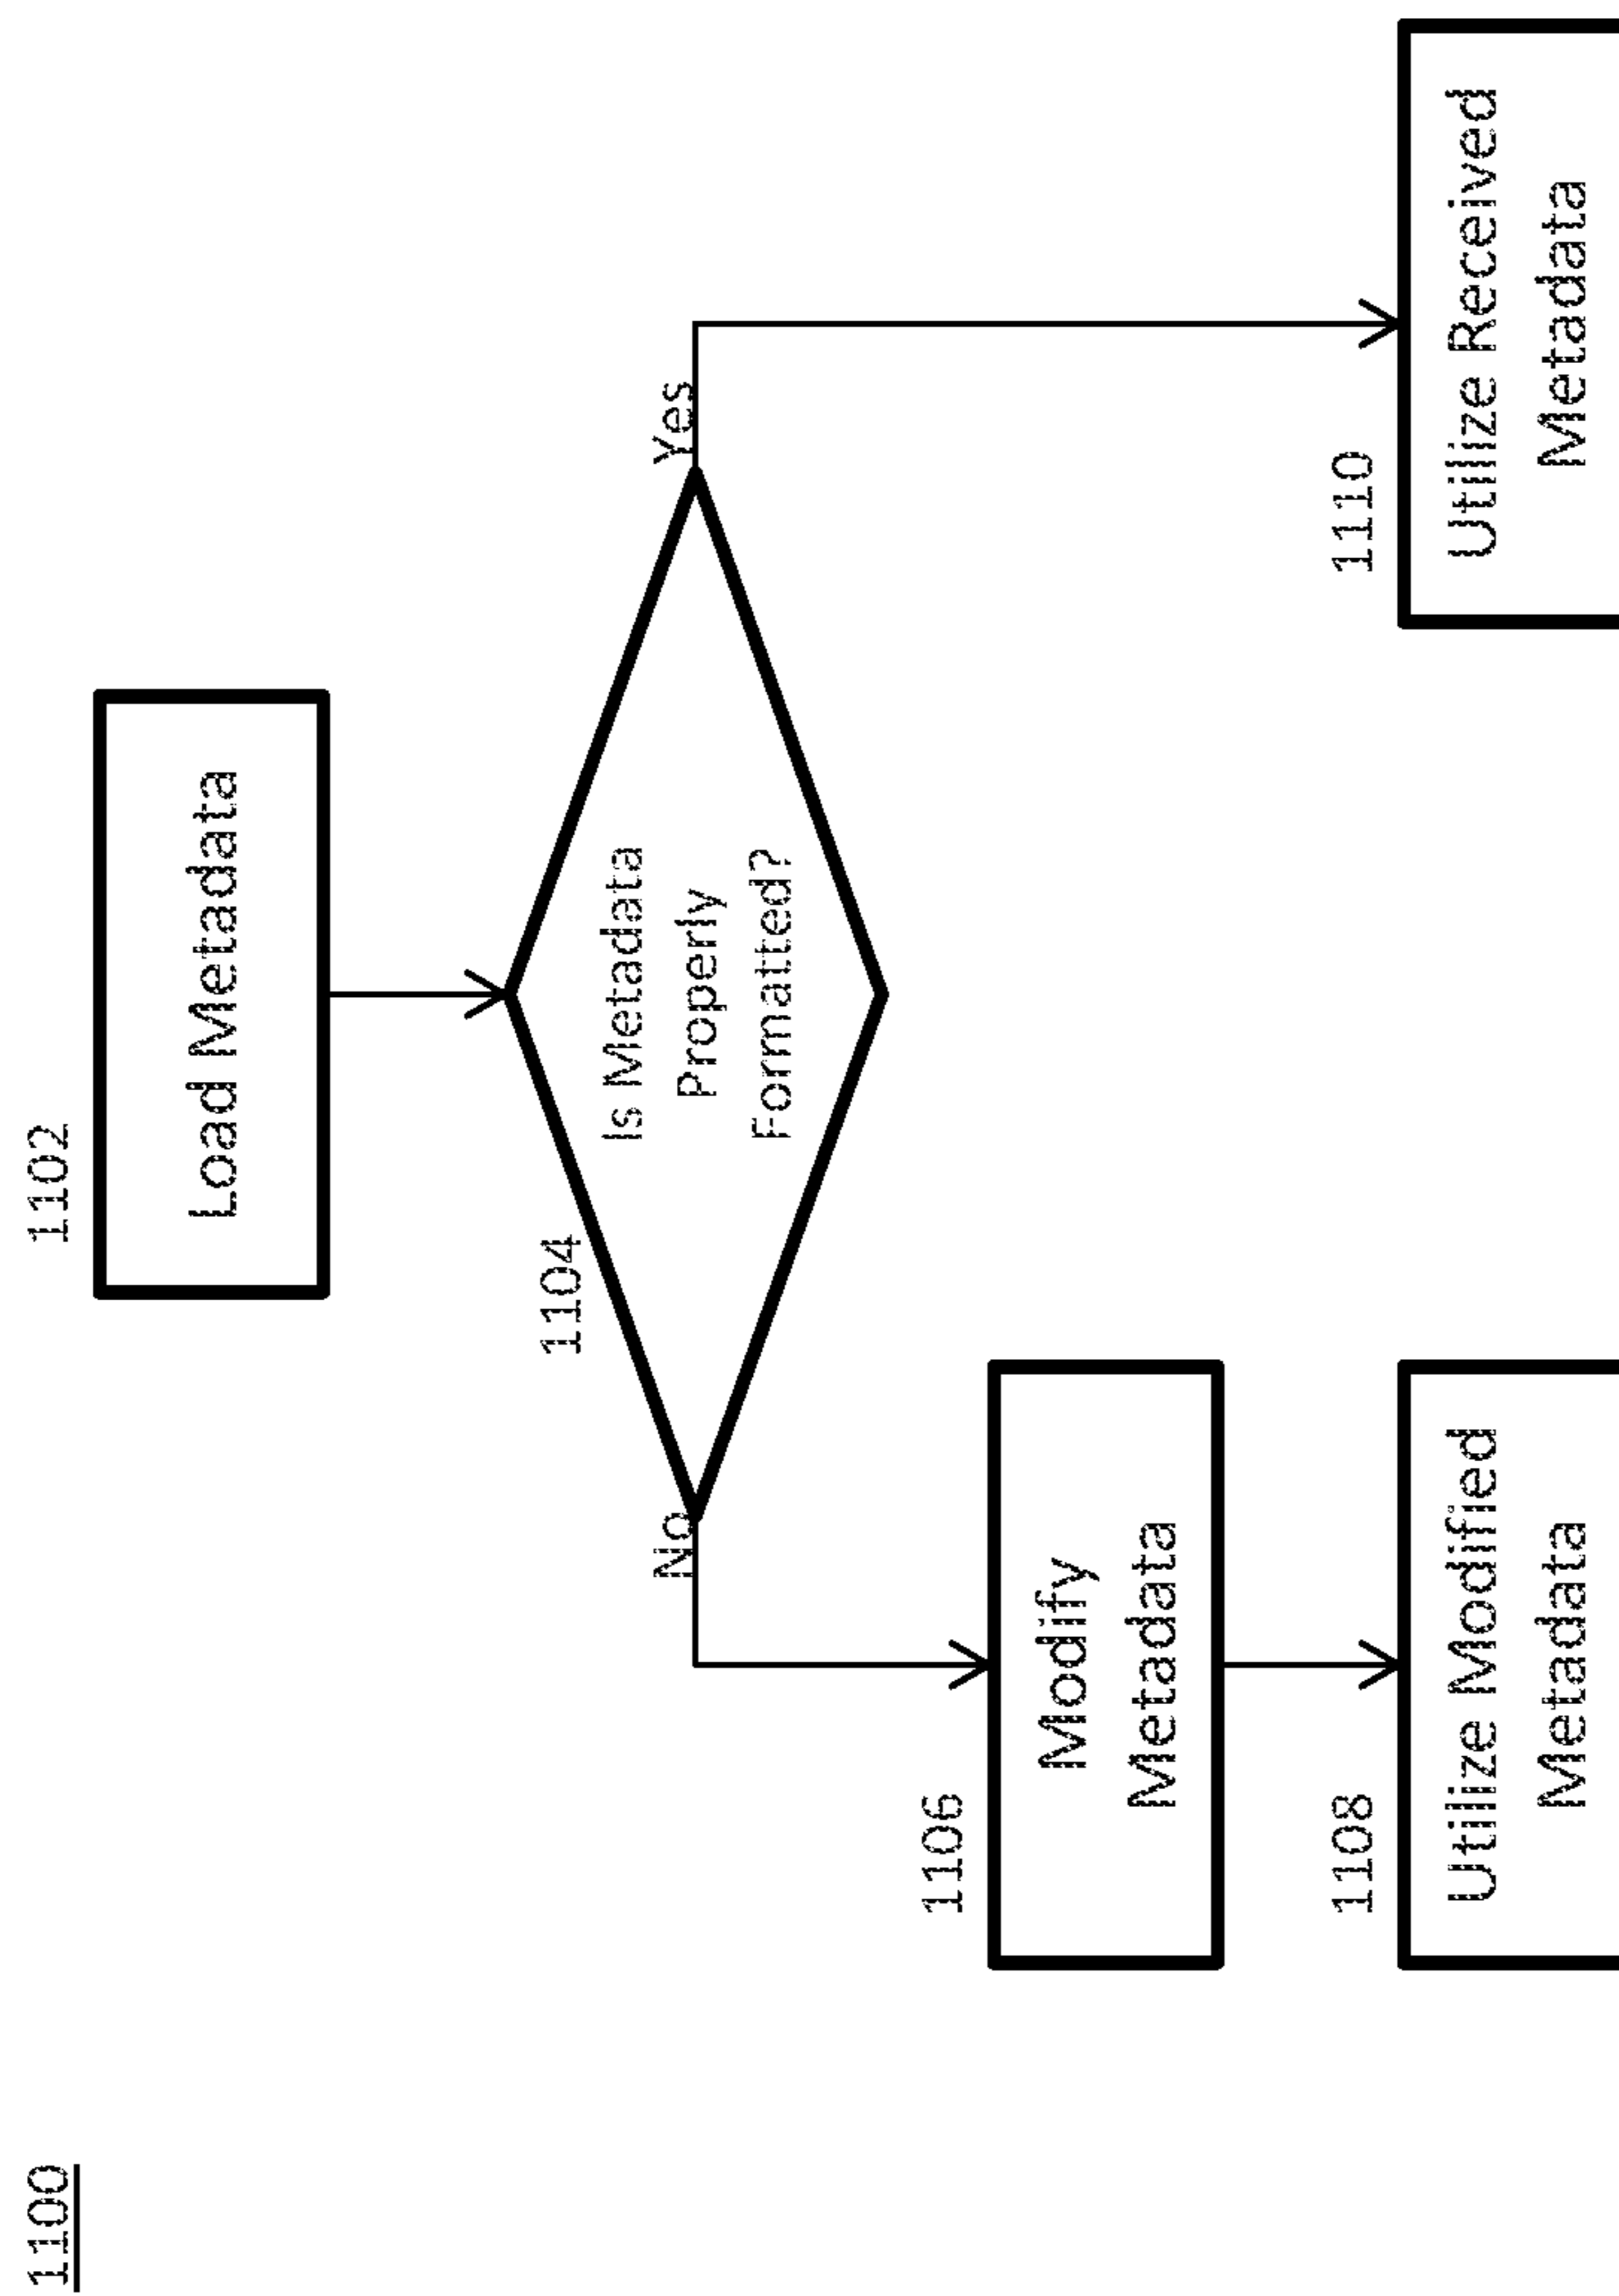 1100
1102
Load Metadata
1104
Is Metadata
Properly
Formatted?
No
Yes
1106
Modify
Metadata
1108
Utilize Modified
Metadata
1110
Utilize Received
Metadata